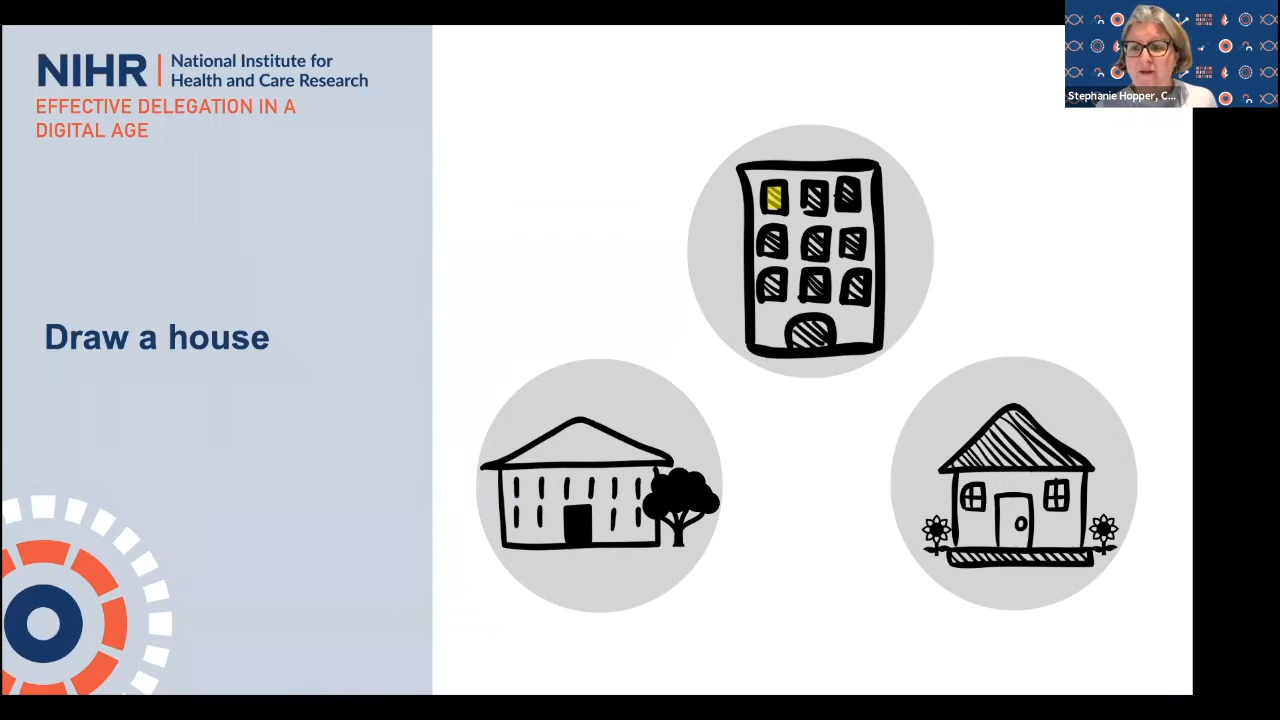 NIHR | National Institute for
Health and Care Research
EFFECTIVE DELEGATION IN A
DIGITAL AGE
Draw a house
Stephanie Hopper, C...